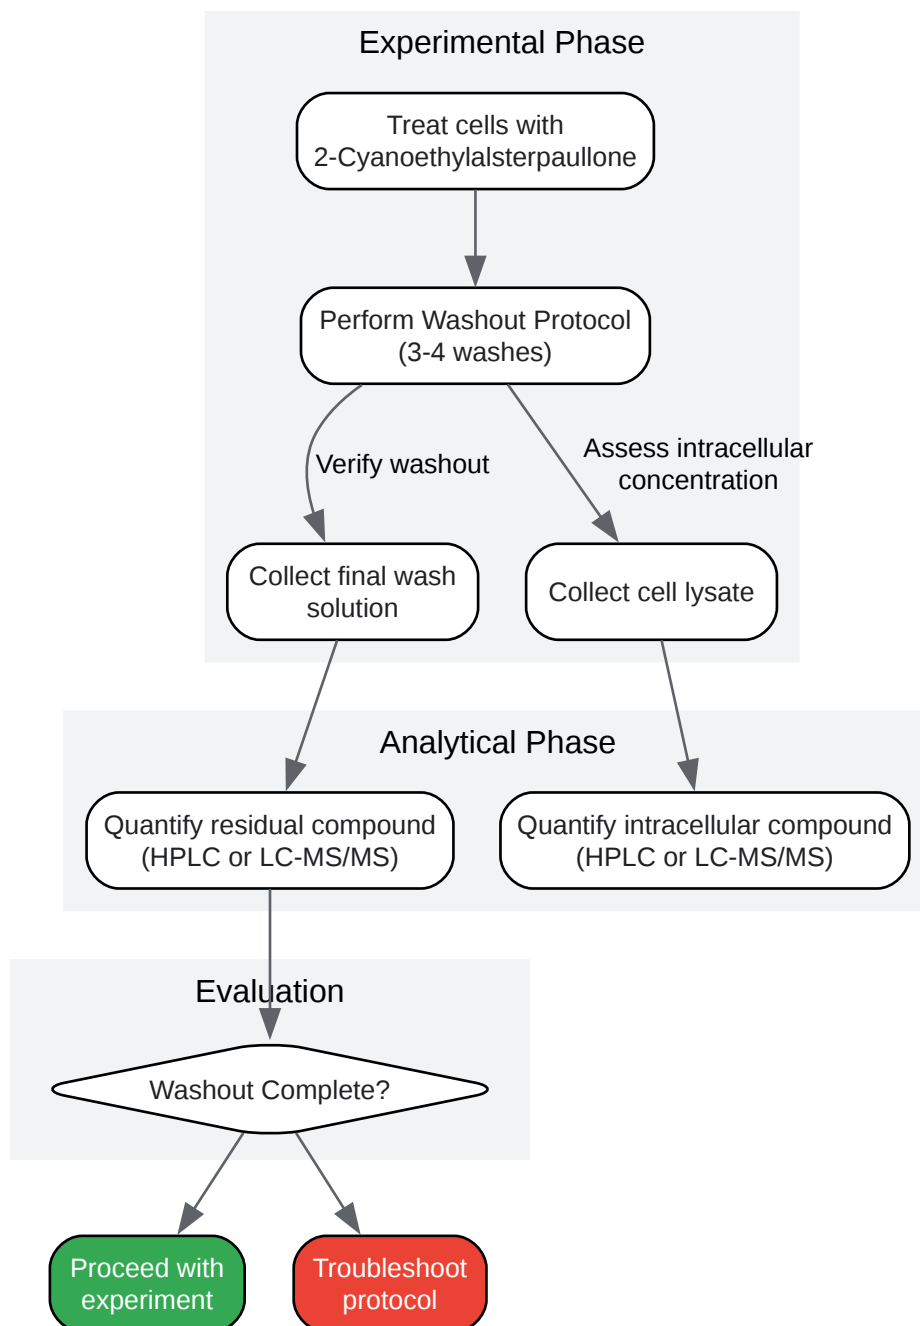 Experimental Phase
Treat cells with
2-Cyanoethylalsterpaullone
Perform Washout Protocol
(3-4 washes)
Verify washout
Assess intracellular
concentration
Collect final wash
solution
Collect cell lysate
Analytical Phase
Quantify residual compound
(HPLC or LC-MS/MS)
Quantify intracellular compound
(HPLC or LC-MS/MS)
Evaluation
Washout Complete?
Proceed with
experiment
Troubleshoot
protocol